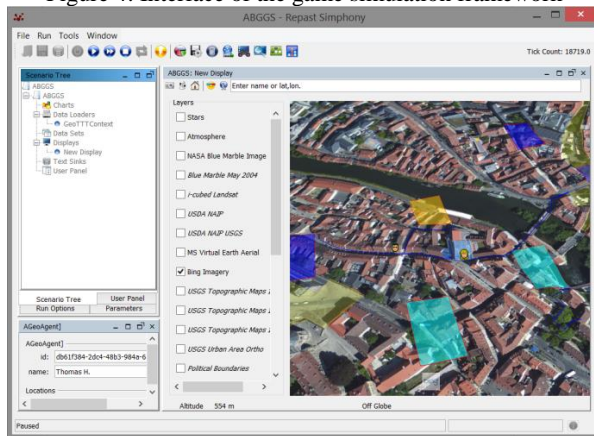 Figure 4. Interface of the game simulation framework
ABGGS - Repast Simphony
File Run Tools Window
Tick Count: 18719.0
Scenario Tree
ABGGS
ABGGS
Charts
Data Loaders
GeoTTTContext
Data Sets
Displays
New Display
Text Sinks
User Panel
Scenario Tree
User Panel
Run Options
Parameters
AGeoAgent]
AGeoAgent]
id: db61f384-2dc4-48b3-984a-6
name: Thomas H.
Locations
ABGGS: New Display
Enter name or lat,lon.
Layers
Stars
Atmosphere
NASA Blue Marble Image
Blue Marble May 2004
i-cubed Landsat
USDA NAIP
USDA NAIP USGS
MS Virtual Earth Aerial
Bing Imagery
USGS Topographic Maps 1
USGS Topographic Maps 1
USGS Topographic Maps 1
USGS Urban Area Ortho
Political Boundaries
Altitude 554 m
Off Globe
Paused